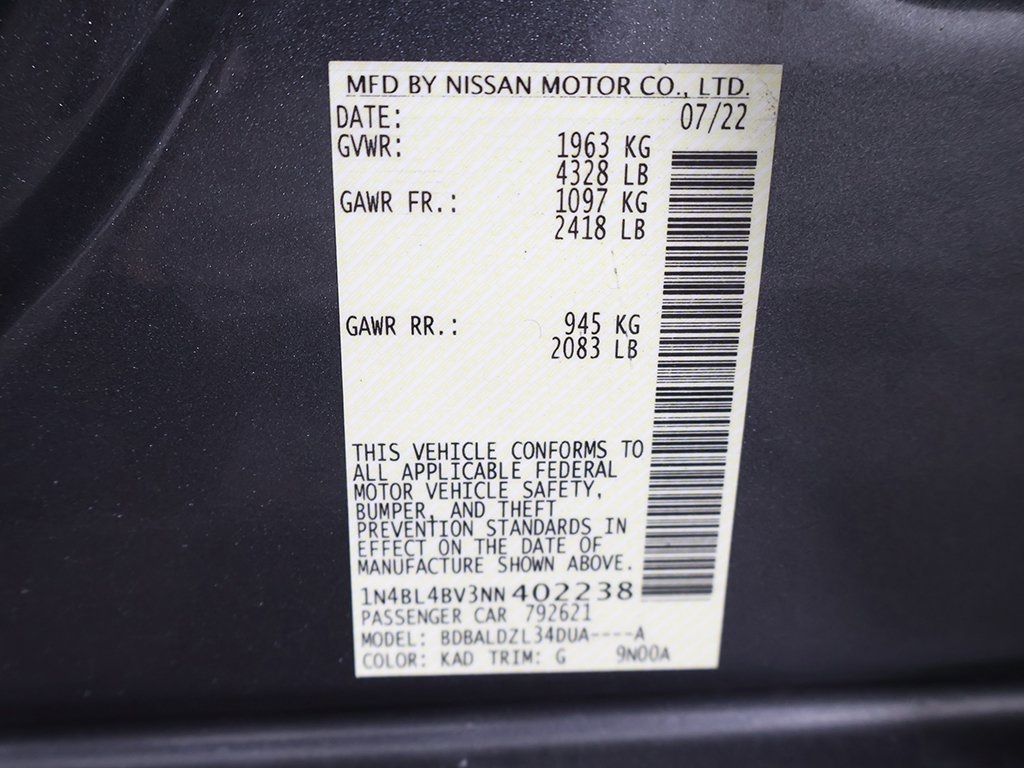 MFD BY NISSAN MOTOR CO., LTD.
DATE: 07/22
GVWR: 1963 KG
4328 LB
GAWR FR.: 1097 KG
2418 LB
GAWR RR.: 945 KG
2083 LB
THIS VEHICLE CONFORMS TO
ALL APPLICABLE FEDERAL
MOTOR VEHICLE SAFETY,
BUMPER, AND THEFT
PREVENTION STANDARDS IN
EFFECT ON THE DATE OF
MANUFACTURE SHOWN ABOVE.
1N4BL4BV3NN402238
PASSENGER CAR 792621
MODEL: BDBALDZL34DUA----A
COLOR: KAD TRIM: G 9N00A